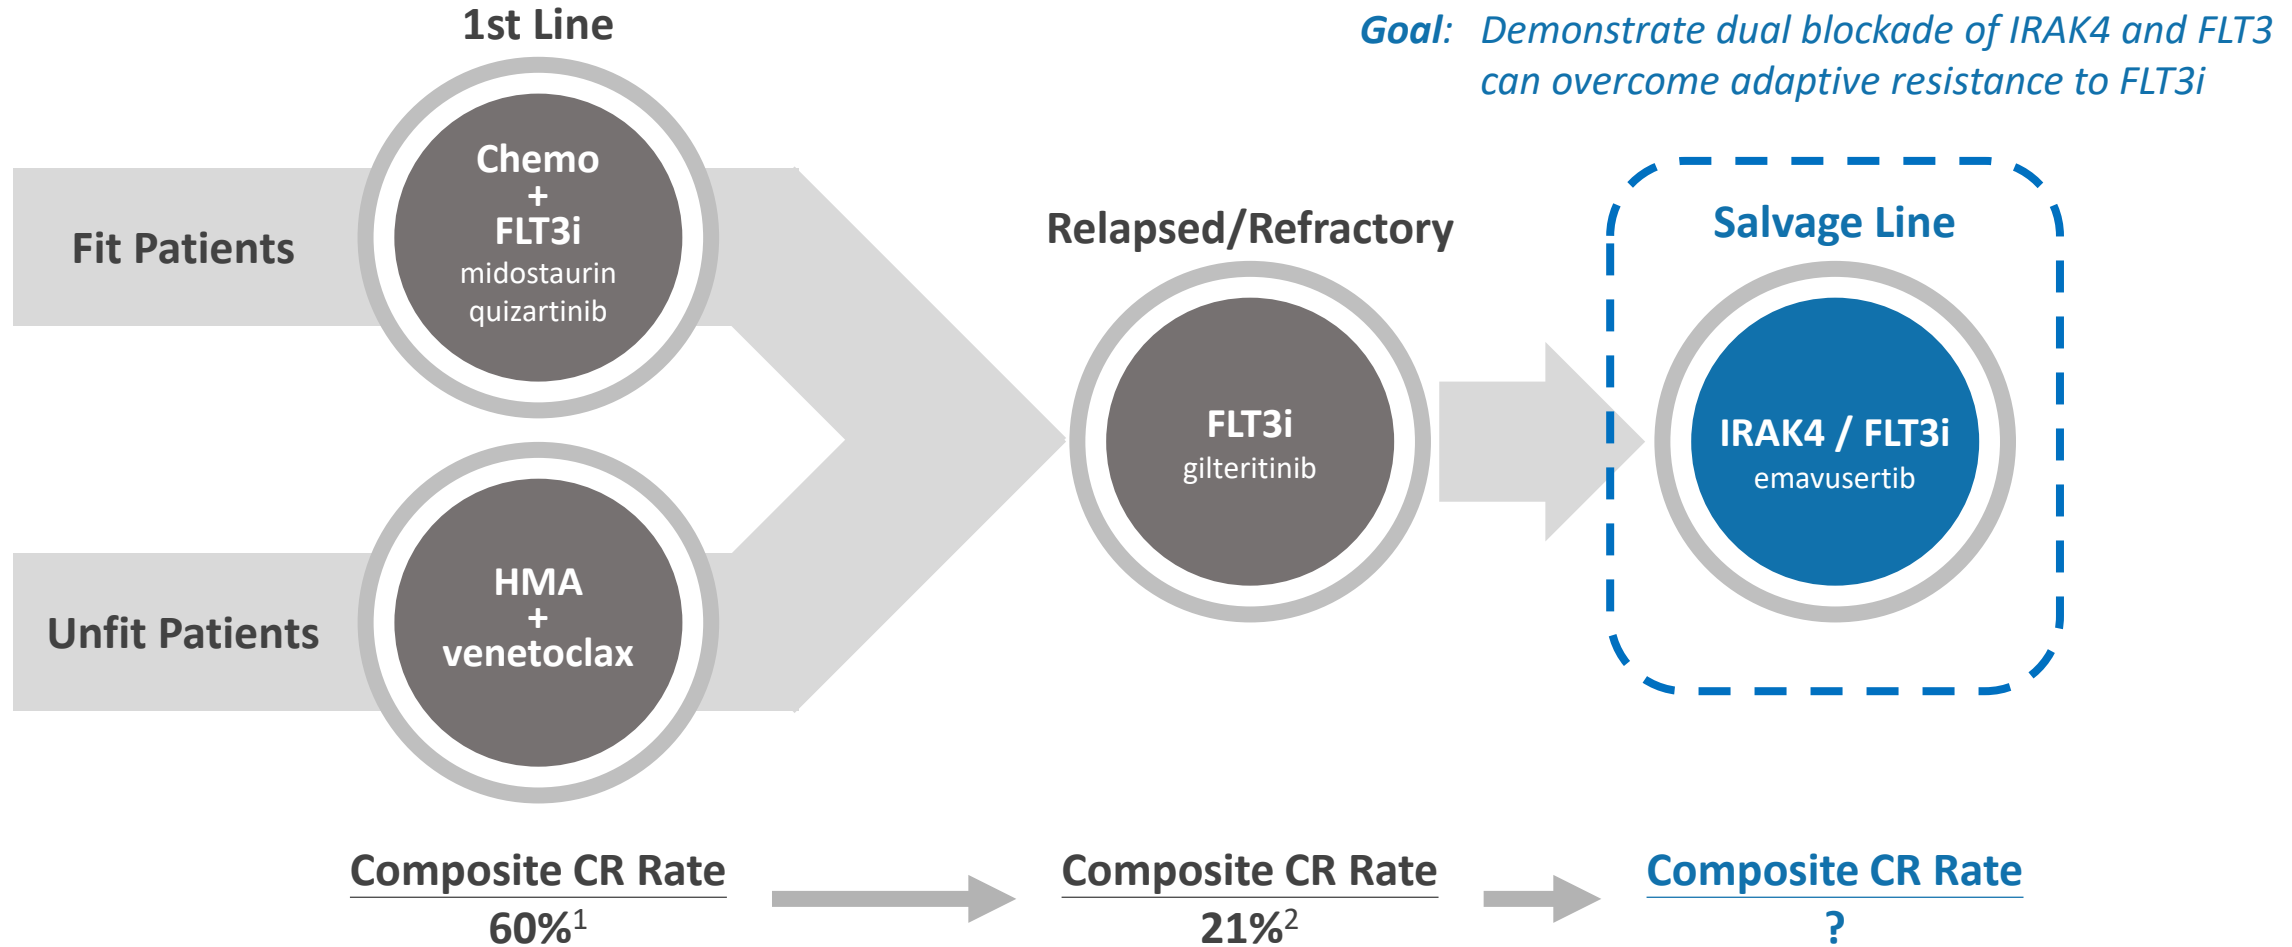 1st Line
Goal: Demonstrate dual blockade of IRAK4 and FLT3
can overcome adaptive resistance to FLT3i
Fit Patients
Chemo
+
FLT3i
midostaurin
quizartinib
Relapsed/Refractory
FLT3i
gilteritinib
Salvage Line
IRAK4 / FLT3i
emavusertib
Unfit Patients
HMA
+
venetoclax
Composite CR Rate
60%1
Composite CR Rate
21%2
Composite CR Rate
?